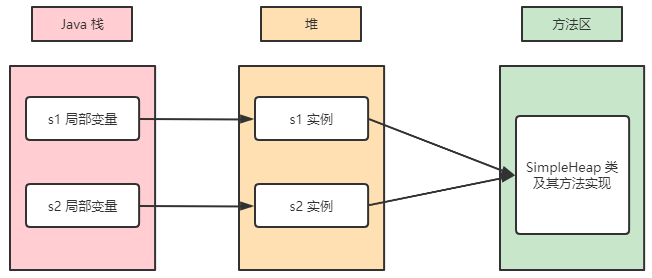 Java 栈
堆
方法区
s1 局部变量
s1 实例
s2 局部变量
s2 实例
SimpleHeap 类
及其方法实现